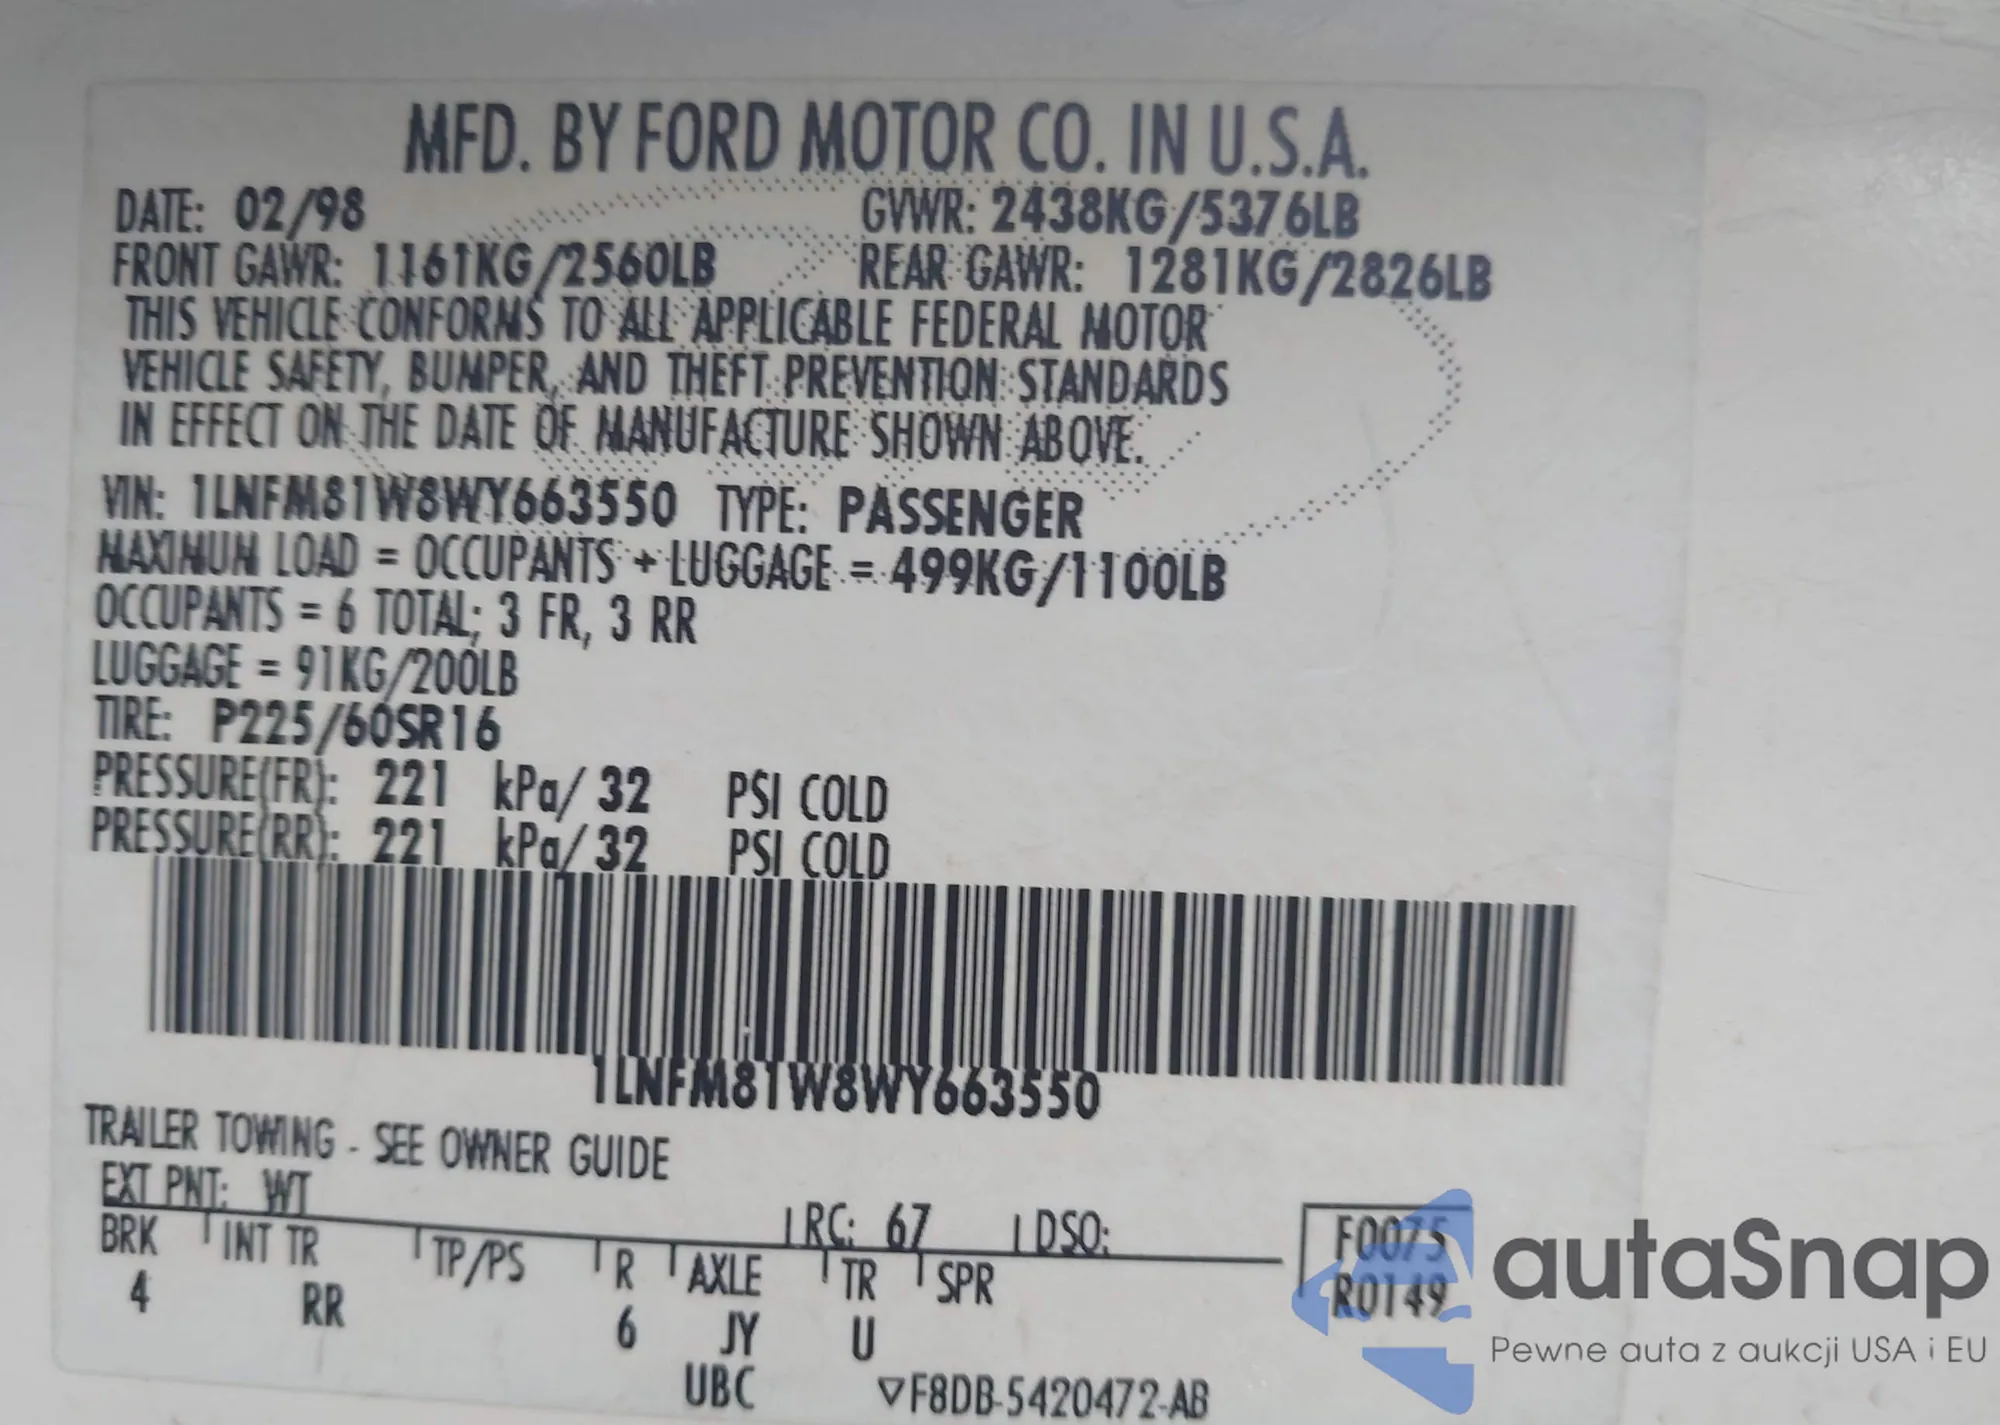 MFD. BY FORD MOTOR CO. IN U.S.A.
DATE: 02/98 GVWR: 2438KG/5376LB
FRONT GAWR: 1161KG/2560LB REAR GAWR: 1281KG/2826LB
THIS VEHICLE CONFORMS TO ALL APPLICABLE FEDERAL MOTOR
VEHICLE SAFETY, BUMPER, AND THEFT PREVENTION STANDARDS
IN EFFECT ON THE DATE OF MANUFACTURE SHOWN ABOVE.
VIN: 1LNFM81W8WY663550 TYPE: PASSENGER
MAXIMUM LOAD = OCCUPANTS + LUGGAGE = 499KG/1100LB
OCCUPANTS = 6 TOTAL; 3 FR, 3 RR
LUGGAGE = 91KG/200LB
TIRE: P225/60SR16
PRESSURE(FR): 221 kPa/ 32 PSI COLD
PRESSURE(RR): 221 kPa/ 32 PSI COLD
1LNFM81W8WY663550
TRAILER TOWING - SEE OWNER GUIDE
EXT PNT: WT RC: 67 DSO:
F0075
R0149
BRK INT TR TP/PS R AXLE TR SPR
4 RR 6 JY U
UBC ▽F8DB-5420472-AB
autaSnap
Pewne auta z aukcji USA i EU